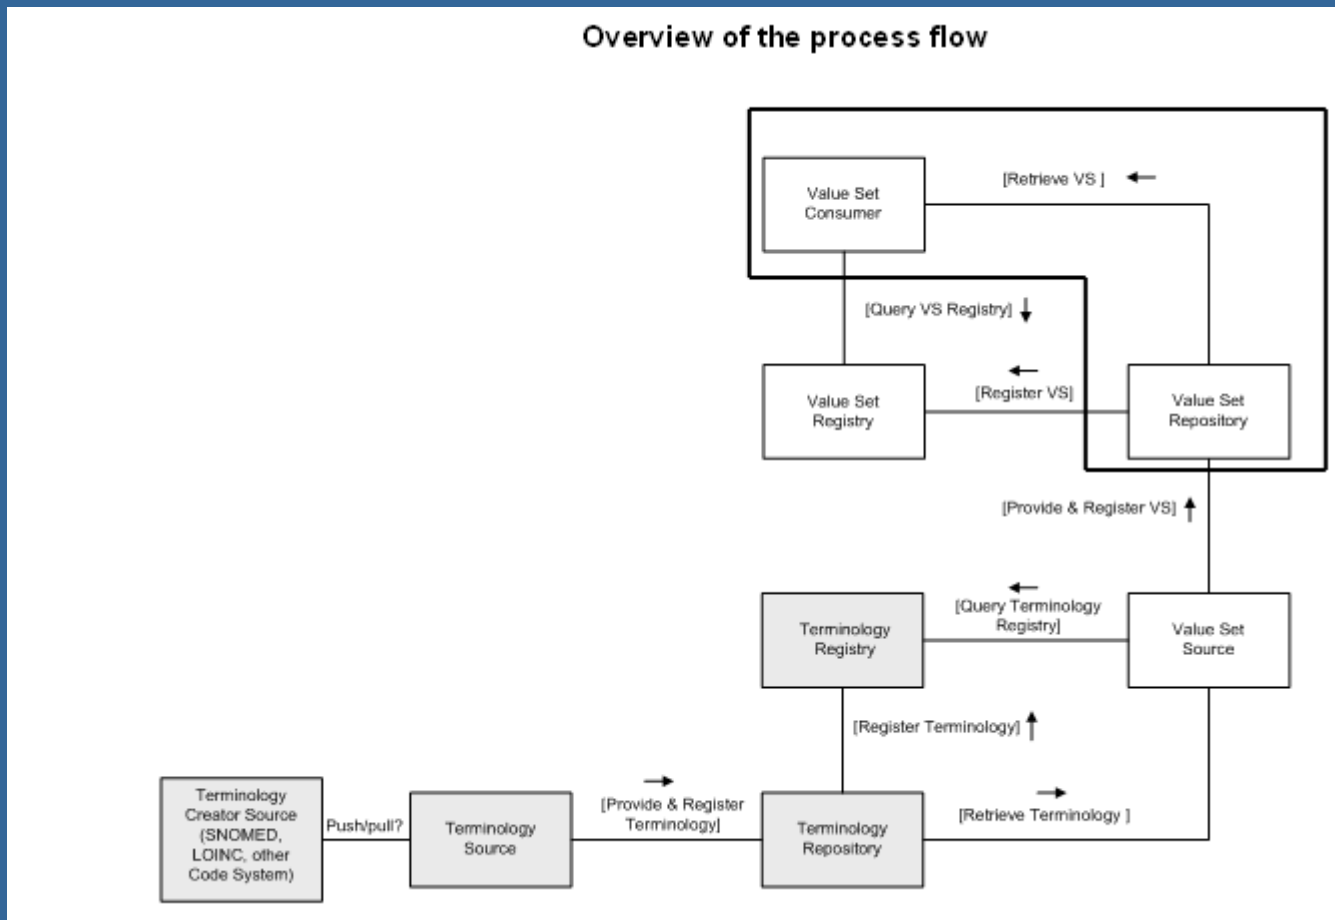 Overview of the process flow
[Retrieve VS ]
Value Set
Consumer
[Query VS Registry]
[Register VS]
Value Set
Registry
Value Set
Repository
[Provide & Register VS]
[Query Terminology
Registry]
Terminology
Registry
Value Set
Source
[Register Terminology]
Terminology
Creator Source
(SNOMED,
LOINC, other
Code System)
Push/pull?
Terminology
Source
[Provide & Register
Terminology]
Terminology
Repository
[Retrieve Terminology ]